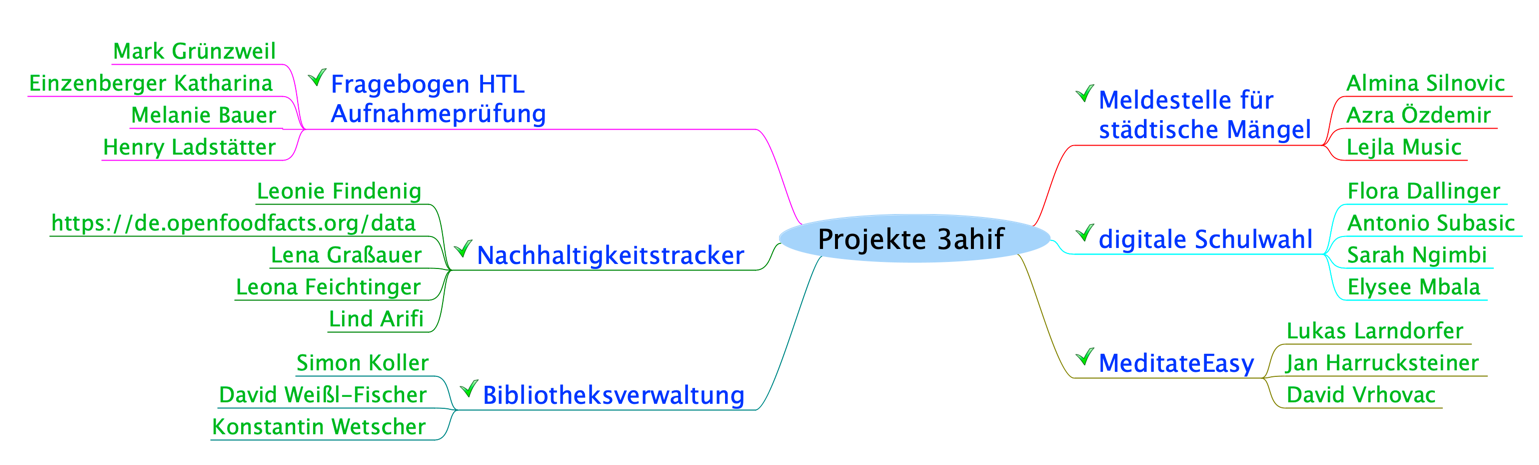 Projekte 3ahif
Fragebogen HTL
Aufnahmeprüfung
Mark Grünzweil
Einzenberger Katharina
Melanie Bauer
Henry Ladstätter
Nachhaltigkeitstracker
Leonie Findenig
https://de.openfoodfacts.org/data
Lena Graßauer
Leona Feichtinger
Lind Arifi
Bibliotheksverwaltung
Simon Koller
David Weißl-Fischer
Konstantin Wetscher
Meldestelle für
städtische Mängel
Almina Silnovic
Azra Özdemir
Lejla Music
digitale Schulwahl
Flora Dallinger
Antonio Subasic
Sarah Ngimbi
Elysee Mbala
MeditateEasy
Lukas Larndorfer
Jan Harrucksteiner
David Vrhovac